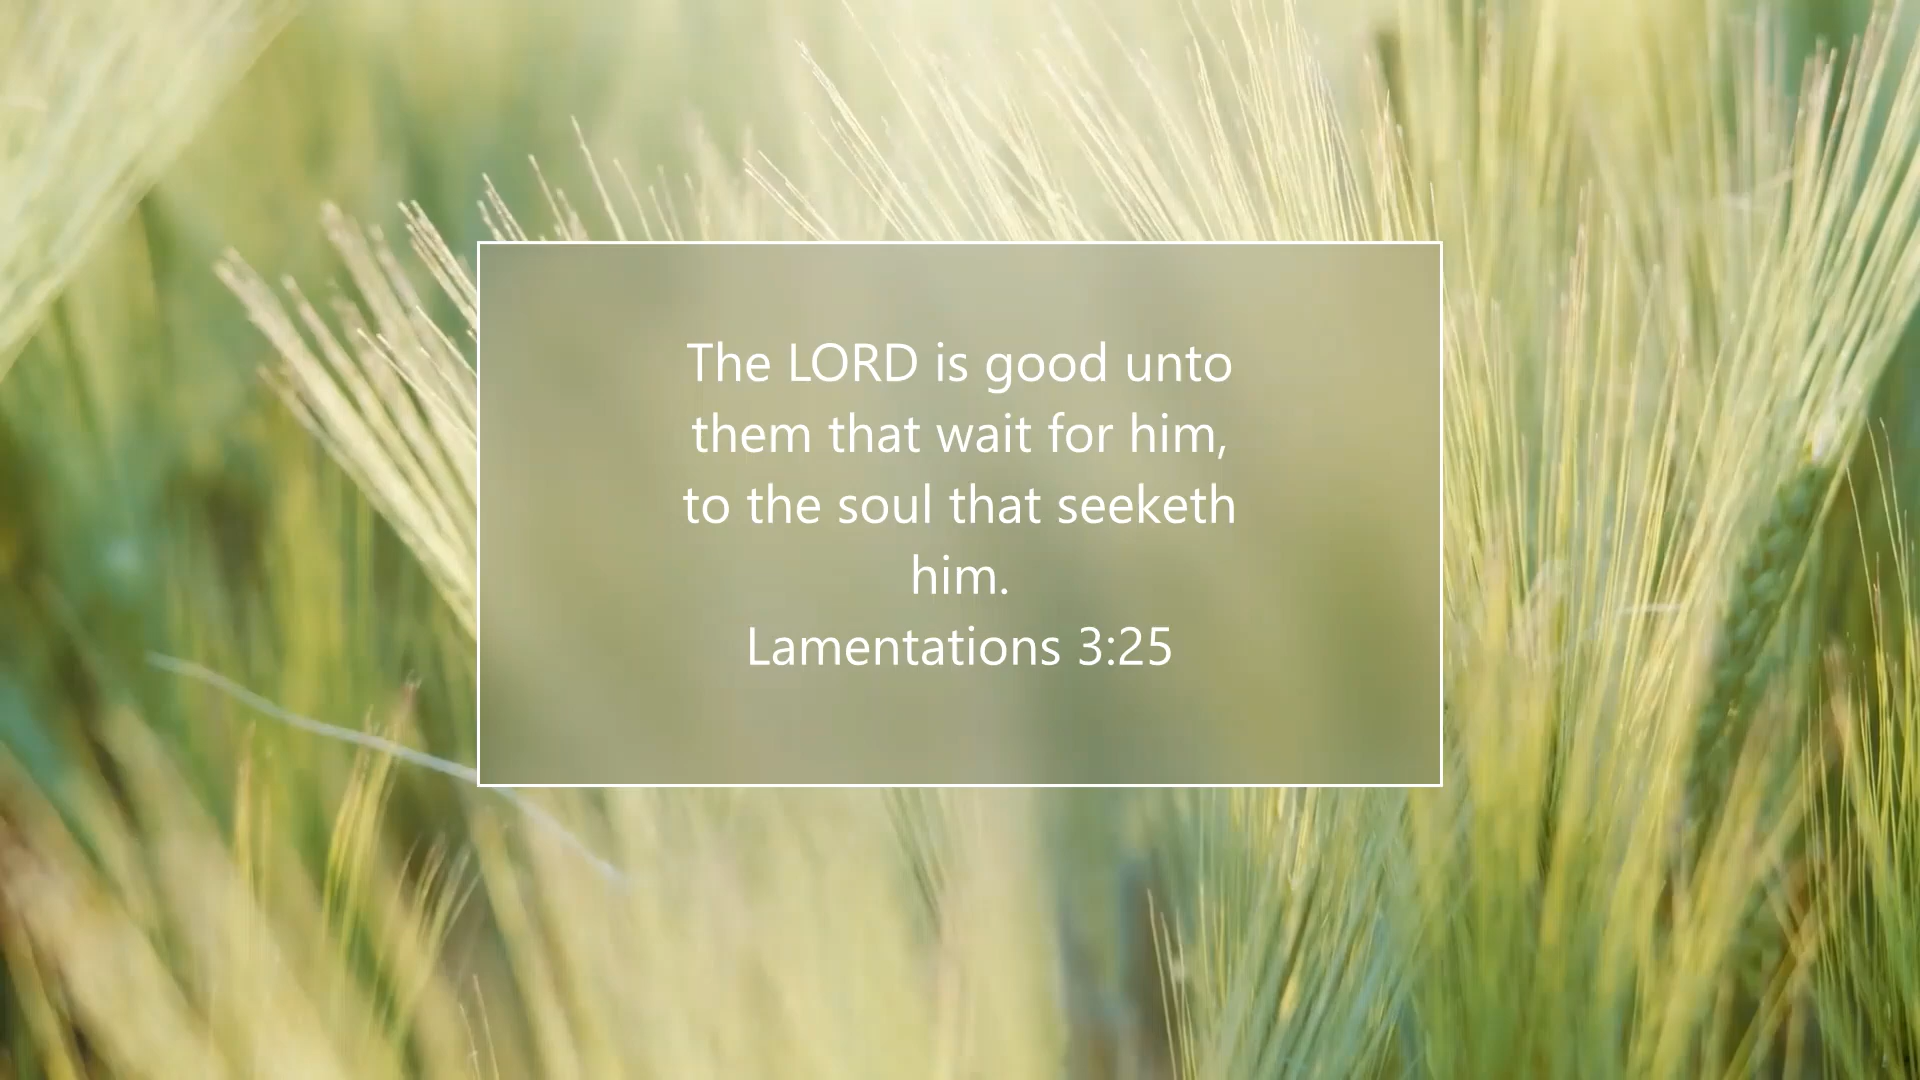 The LORD is good unto
them that wait for him,
to the soul that seeketh
him.
Lamentations 3:25